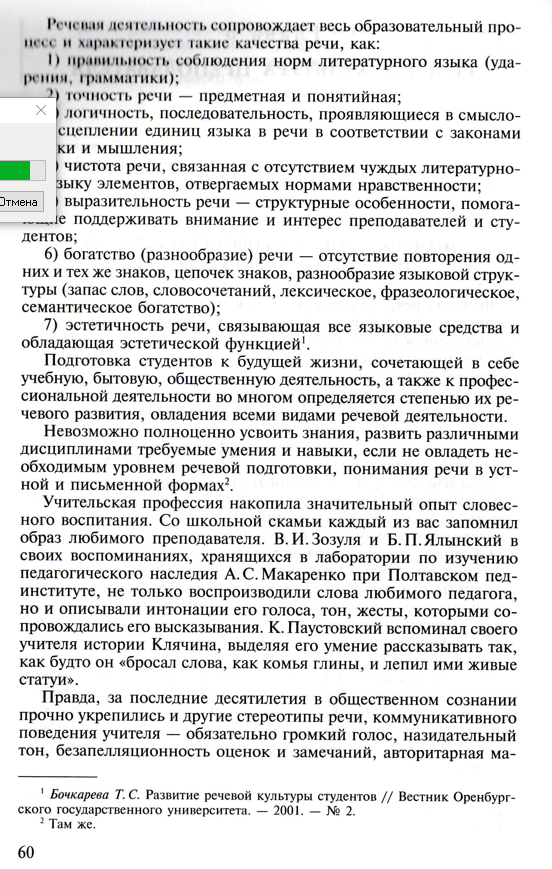 Речевая деятельность сопровождает весь образовательный про-
цесс и характеризует такие качества речи, как:
1) правильность соблюдения норм литературного языка (уда-
рения, грамматики);
2) точность речи — предметная и понятийная;
) логичность, последовательность, проявляющиеся в смысло-
сцеплении единиц языка в речи в соответствии с законами
ки и мышления;
) чистота речи, связанная с отсутствием чуждых литературно-
зыку элементов, отвергаемых нормами нравственности;
Отмена
) выразительность речи — структурные особенности, помога-
ющие поддерживать внимание и интерес преподавателей и сту-
дентов;
6) богатство (разнообразие) речи — отсутствие повторения од-
них и тех же знаков, цепочек знаков, разнообразие языковой струк-
туры (запас слов, словосочетаний, лексическое, фразеологическое,
семантическое богатство);
7) эстетичность речи, связывающая все языковые средства и
обладающая эстетической функцией¹.
Подготовка студентов к будущей жизни, сочетающей в себе
учебную, бытовую, общественную деятельность, а также к профес-
сиональной деятельности во многом определяется степенью их ре-
чевого развития, овладения всеми видами речевой деятельности.
Невозможно полноценно усвоить знания, развить различными
дисциплинами требуемые умения и навыки, если не овладеть не-
обходимым уровнем речевой подготовки, понимания речи в уст-
ной и письменной формах².
Учительская профессия накопила значительный опыт словес-
ного воспитания. Со школьной скамьи каждый из вас запомнил
образ любимого преподавателя. В. И. Зозуля и Б. П. Ялынский в
своих воспоминаниях, хранящихся в лаборатории по изучению
педагогического наследия А. С. Макаренко при Полтавском пед-
институте, не только воспроизводили слова любимого педагога,
но и описывали интонации его голоса, тон, жесты, которыми со-
провождались его высказывания. К. Паустовский вспоминал своего
учителя истории Клячина, выделяя его умение рассказывать так,
как будто он «бросал слова, как комья глины, и лепил ими живые
статуи».
Правда, за последние десятилетия в общественном сознании
прочно укрепились и другие стереотипы речи, коммуникативного
поведения учителя — обязательно громкий голос, назидательный
тон, безапелляционность оценок и замечаний, авторитарная ма-
¹ Бочкарева Т. С. Развитие речевой культуры студентов // Вестник Оренбург-
ского государственного университета. — 2001. — № 2.
² Там же.
60